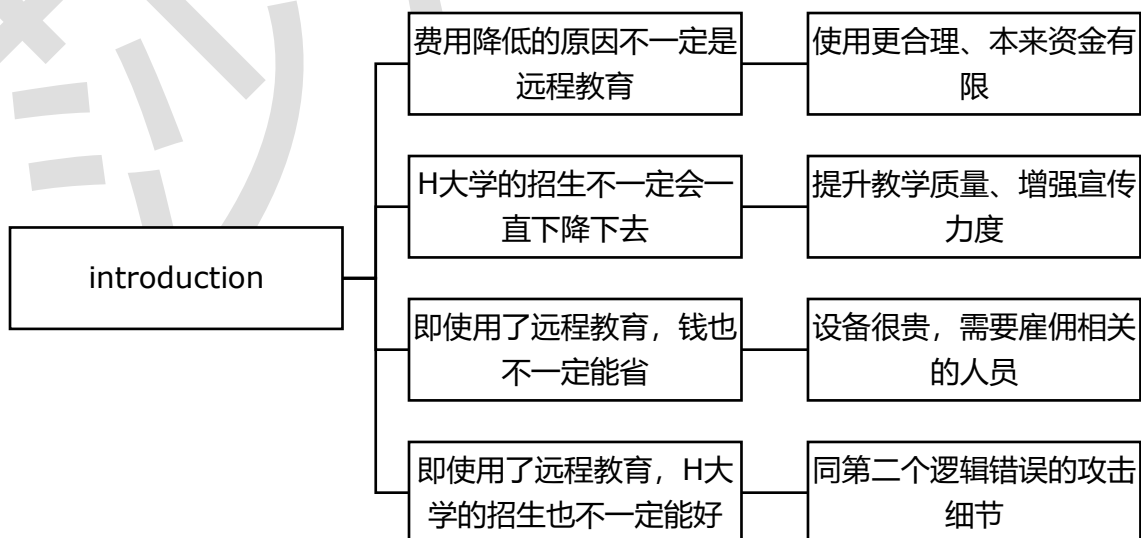 introduction
费用降低的原因不一定是
远程教育
使用更合理、本来资金有
限
H大学的招生不一定会一
直下降下去
提升教学质量、增强宣传
力度
即使用了远程教育，钱也
不一定能省
设备很贵，需要雇佣相关
的人员
即使用了远程教育，H大
学的招生也不一定能好
同第二个逻辑错误的攻击
细节